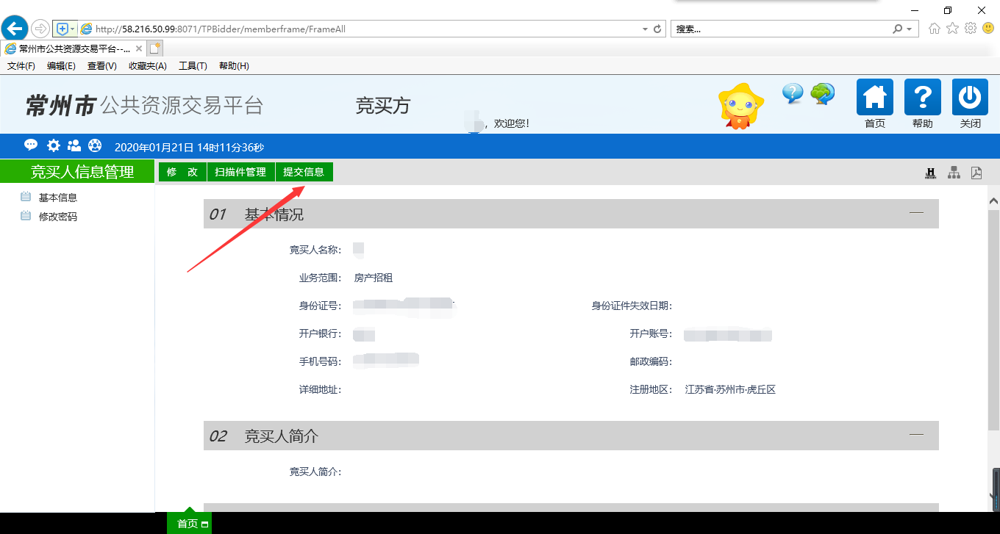 http://58.216.50.99:8071/TPBidder/memberframe/FrameAll
搜索...
常州市公共资源交易平台--...
文件(F) 编辑(E) 查看(V) 收藏夹(A) 工具(T) 帮助(H)
常州市公共资源交易平台
竞买方
，欢迎您！
首页 帮助 关闭
2020年01月21日 14时11分36秒
竞买人信息管理
修 改 扫描件管理 提交信息
H
HISTORY
基本信息
修改密码
01 基本情况
竞买人名称：
业务范围： 房产招租
身份证号： 身份证件失效日期：
开户银行： 开户账号：
手机号码： 邮政编码：
详细地址： 注册地区： 江苏省·苏州市·虎丘区
02 竞买人简介
竞买人简介：
首页